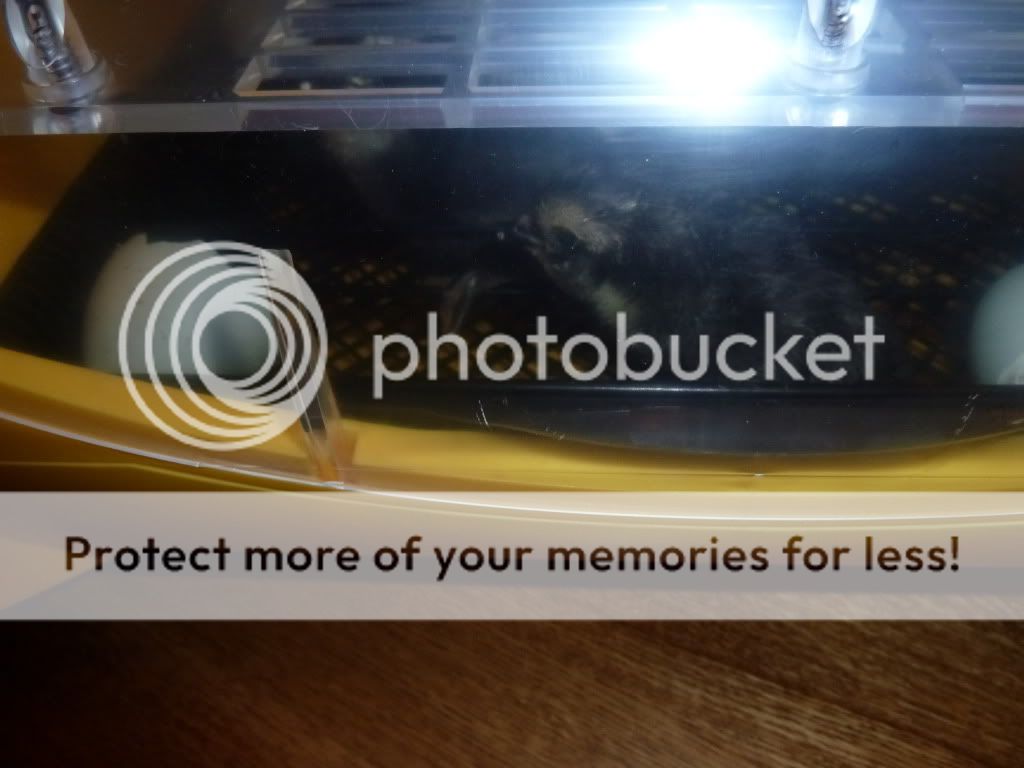 photobucket
Protect more of your memories for less!